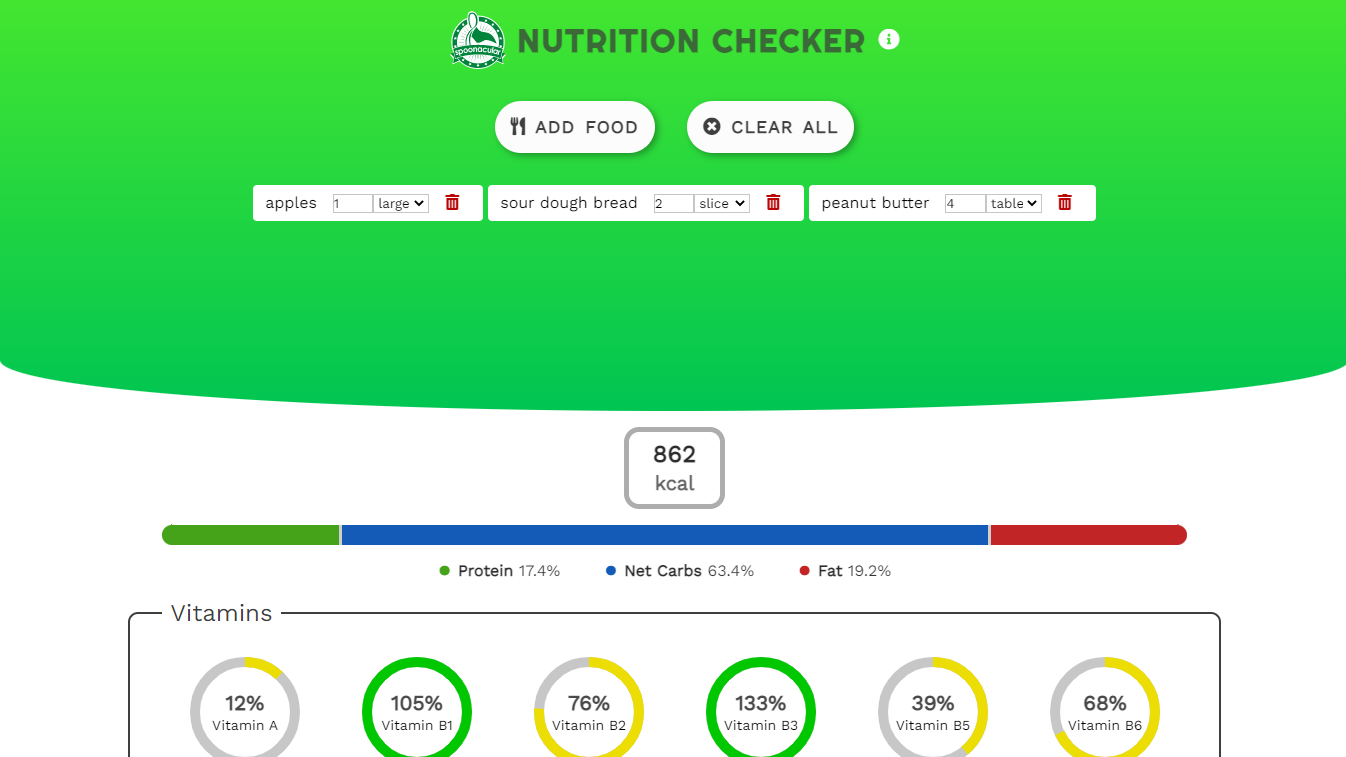 spoonacular
NUTRITION CHECKER
ADD FOOD
CLEAR ALL
apples 1 large
sour dough bread 2 slice
peanut butter 4 table
862
kcal
Protein 17.4% Net Carbs 63.4% Fat 19.2%
Vitamins
12%
Vitamin A
105%
Vitamin B1
76%
Vitamin B2
133%
Vitamin B3
39%
Vitamin B5
68%
Vitamin B6